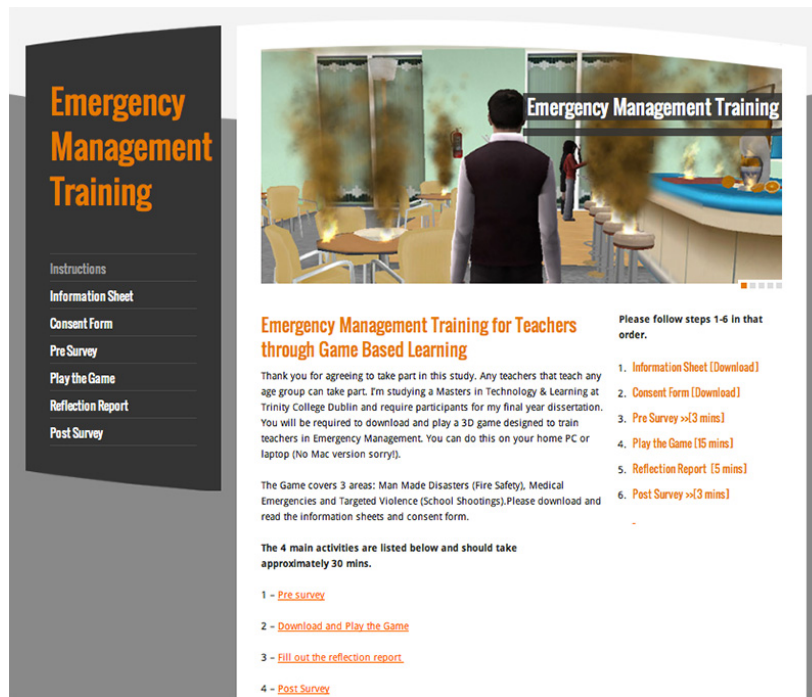 Emergency
Management
Training
Instructions
Information Sheet
Consent Form
Pre Survey
Play the Game
Reflection Report
Post Survey
Emergency Management Training
Emergency Management Training for Teachers
through Game Based Learning
Thank you for agreeing to take part in this study. Any teachers that teach any
age group can take part. I'm studying a Masters in Technology & Learning at
Trinity College Dublin and require participants for my final year dissertation.
You will be required to download and play a 3D game designed to train
teachers in Emergency Management. You can do this on your home PC or
laptop (No Mac version sorry!).
The Game covers 3 areas: Man Made Disasters (Fire Safety), Medical
Emergencies and Targeted Violence (School Shootings).Please download and
read the information sheets and consent form.
The 4 main activities are listed below and should take
approximately 30 mins.
1 – Pre survey
2 – Download and Play the Game
3 – Fill out the reflection report.
4 – Post Survey
Please follow steps 1-6 in that
order.
1. Information Sheet [Download]
2. Consent Form [Download]
3. Pre Survey >>[3 mins]
4. Play the Game [15 mins]
5. Reflection Report [5 mins]
6. Post Survey >>[3 mins]